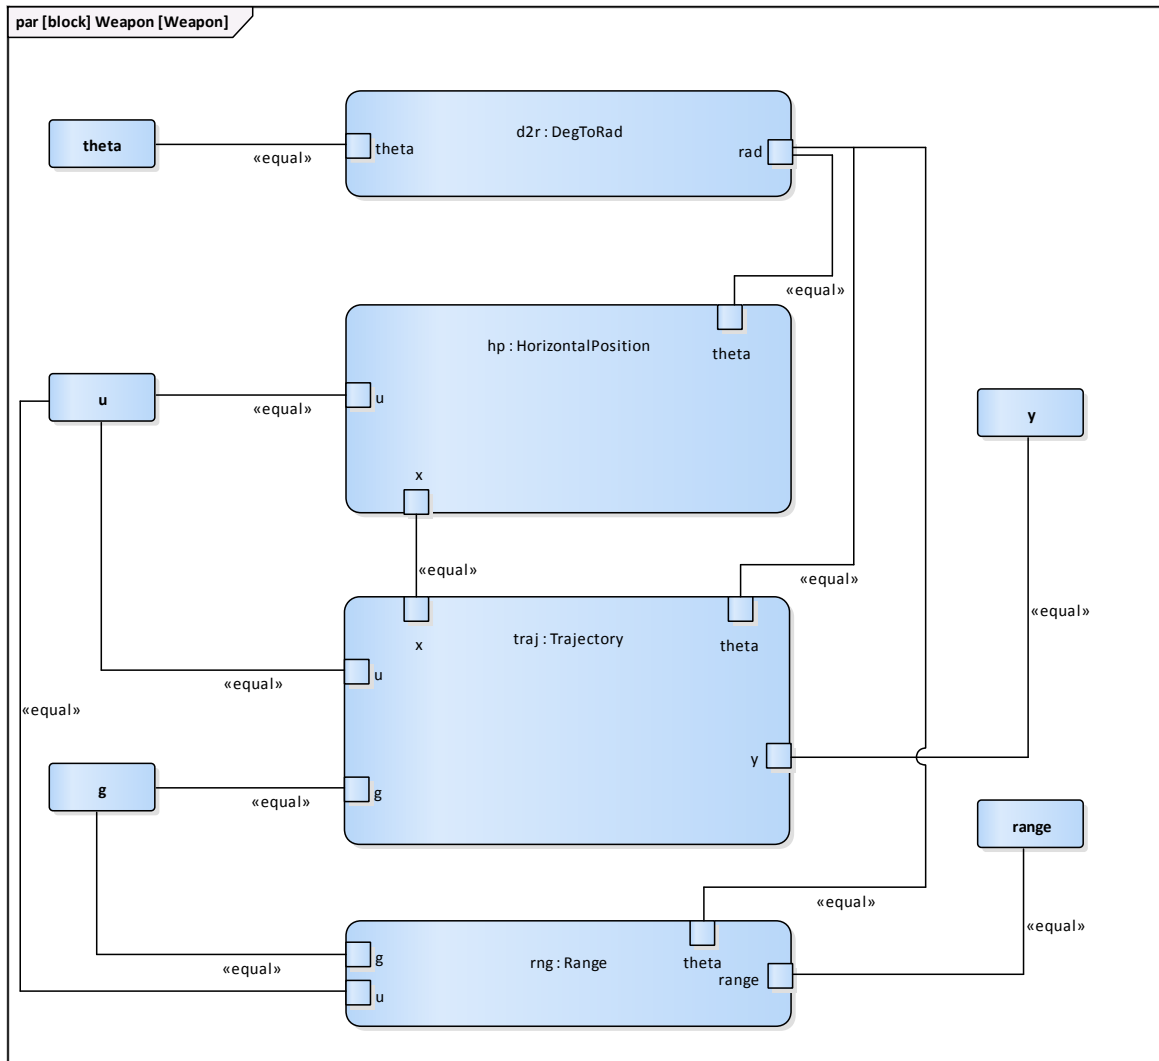 par [block] Weapon [Weapon]
d2r : DegToRad
theta
theta
rad
«equal»
«equal»
hp : HorizontalPosition
theta
u
u
«equal»
y
x
«equal»
«equal»
x
traj : Trajectory
theta
u
«equal»
«equal»
«equal»
y
g
g
«equal»
range
«equal»
«equal»
g
rng : Range
theta
«equal»
range
u